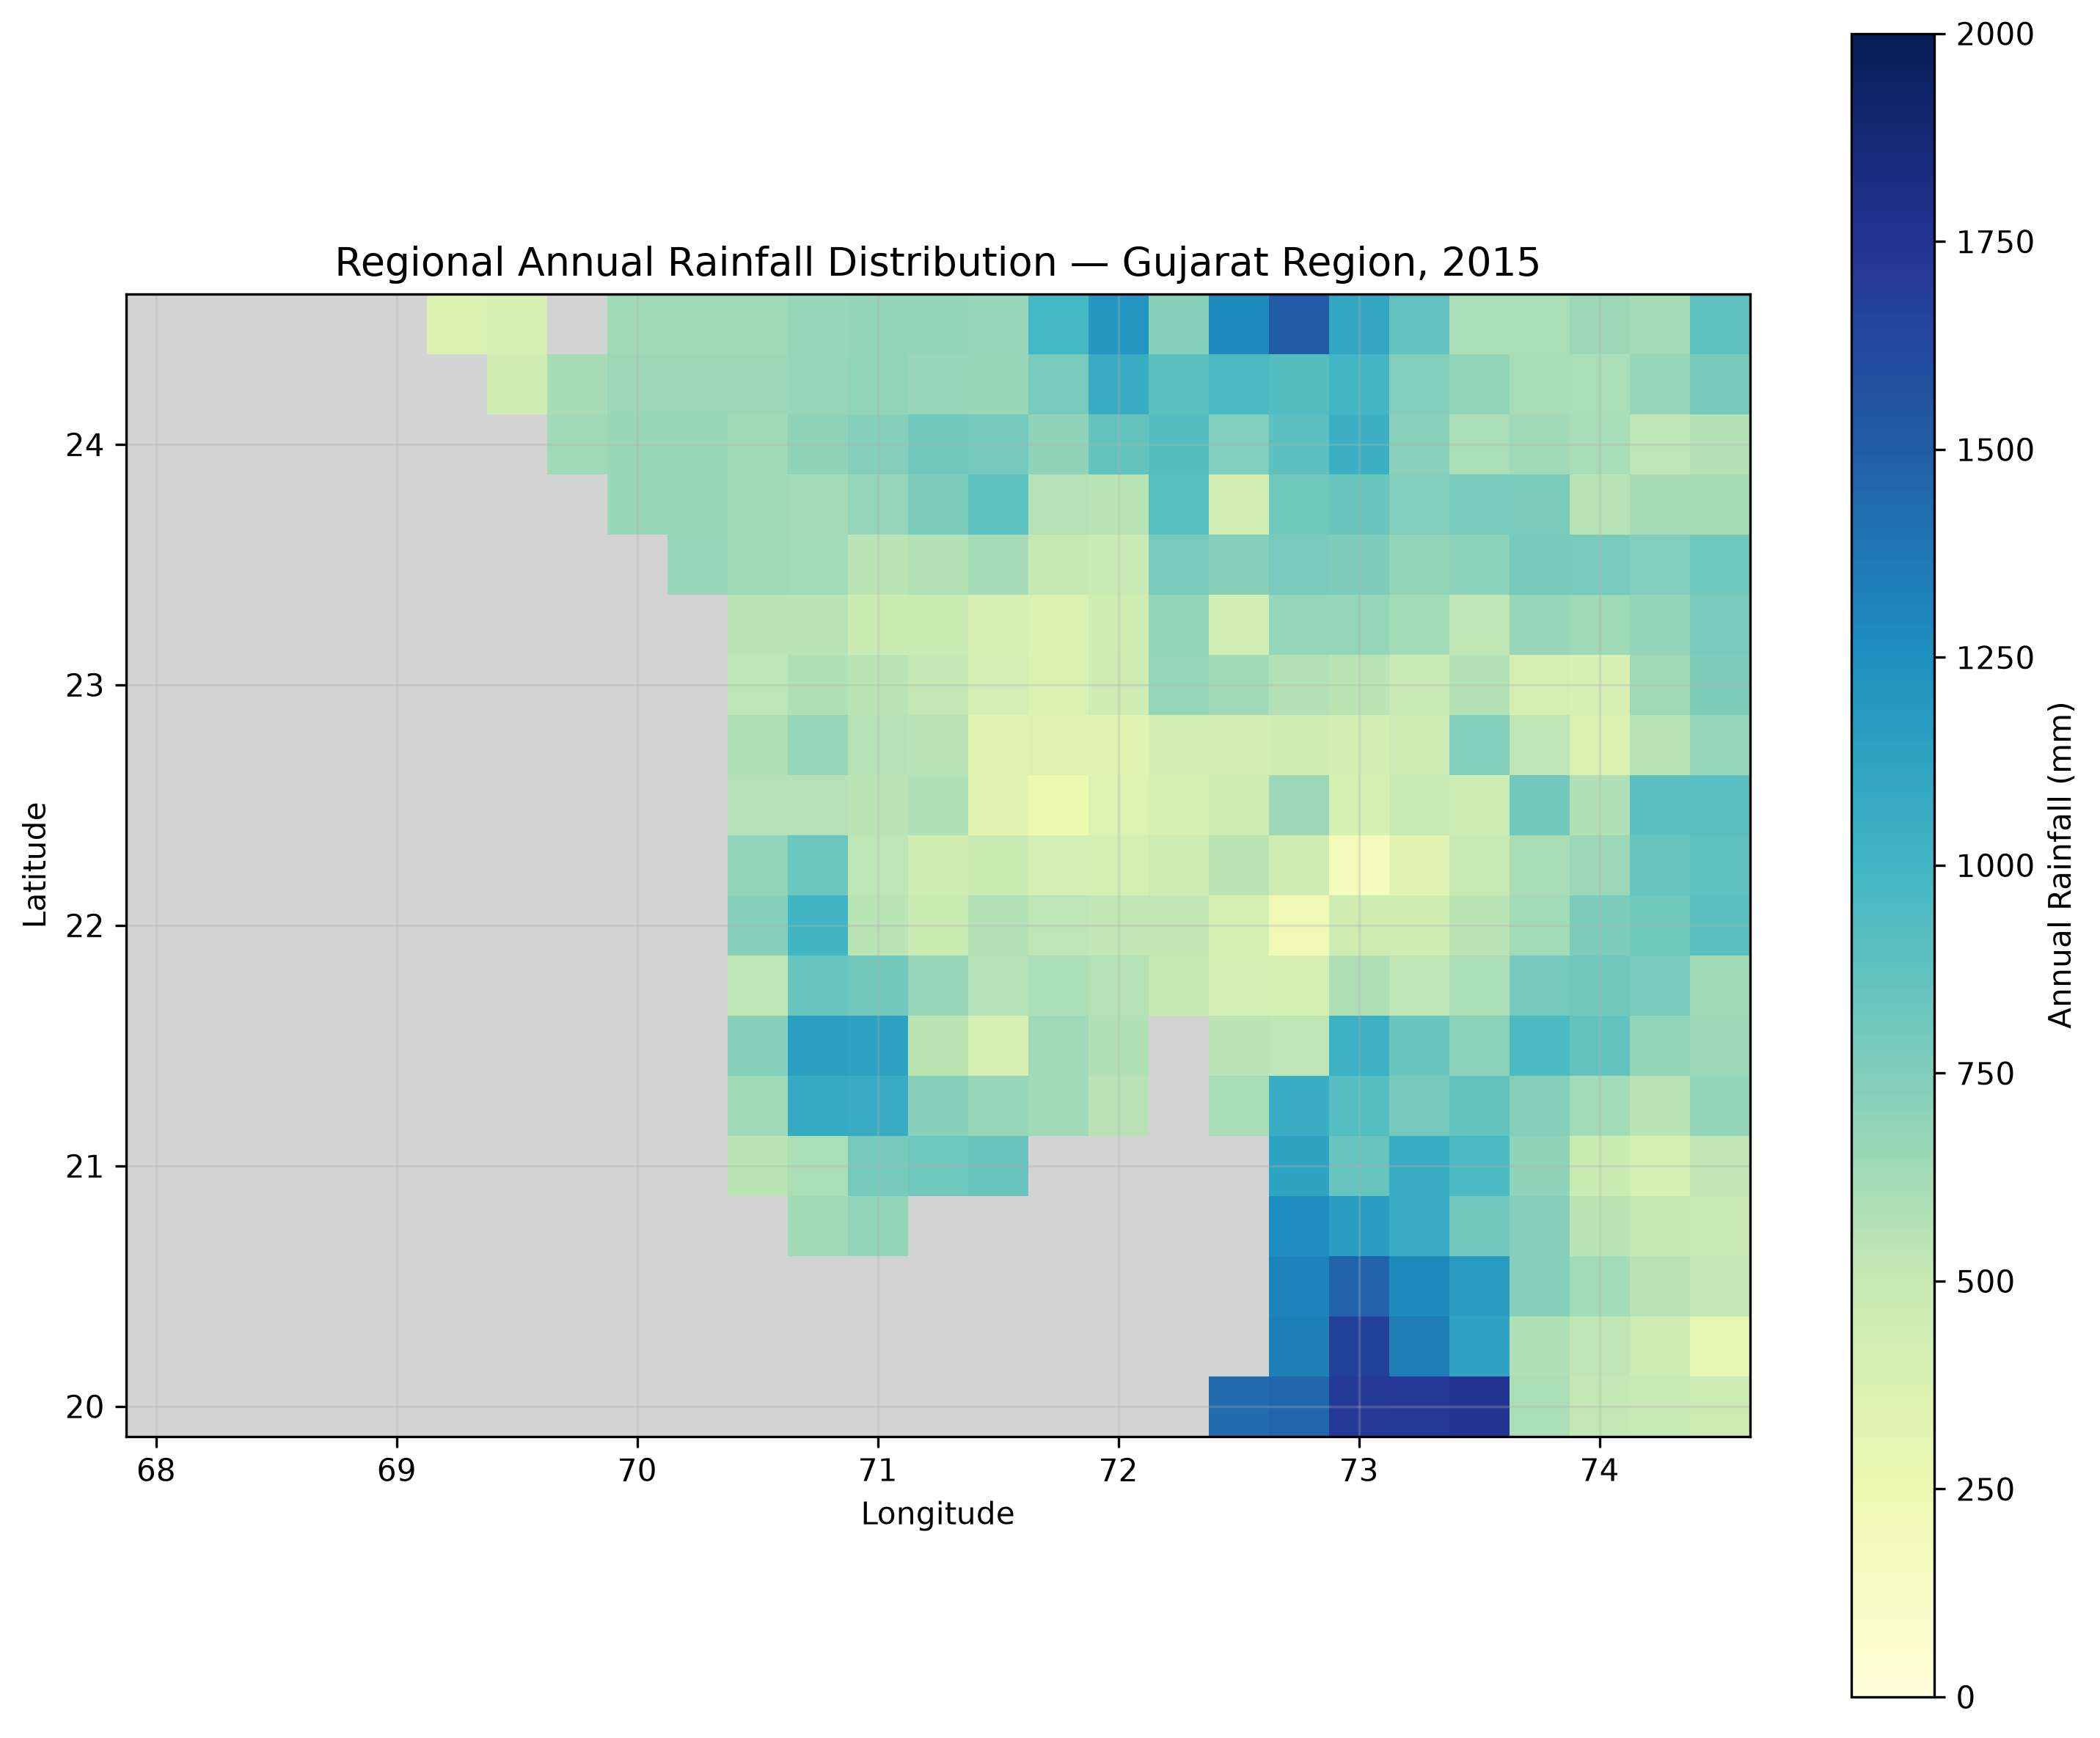 Regional Annual Rainfall Distribution — Gujarat Region, 2015
Latitude
24
23
22
21
20
68 69 70 71 72 73 74
Longitude
2000
1750
1500
1250
1000
750
500
250
0
Annual Rainfall (mm)